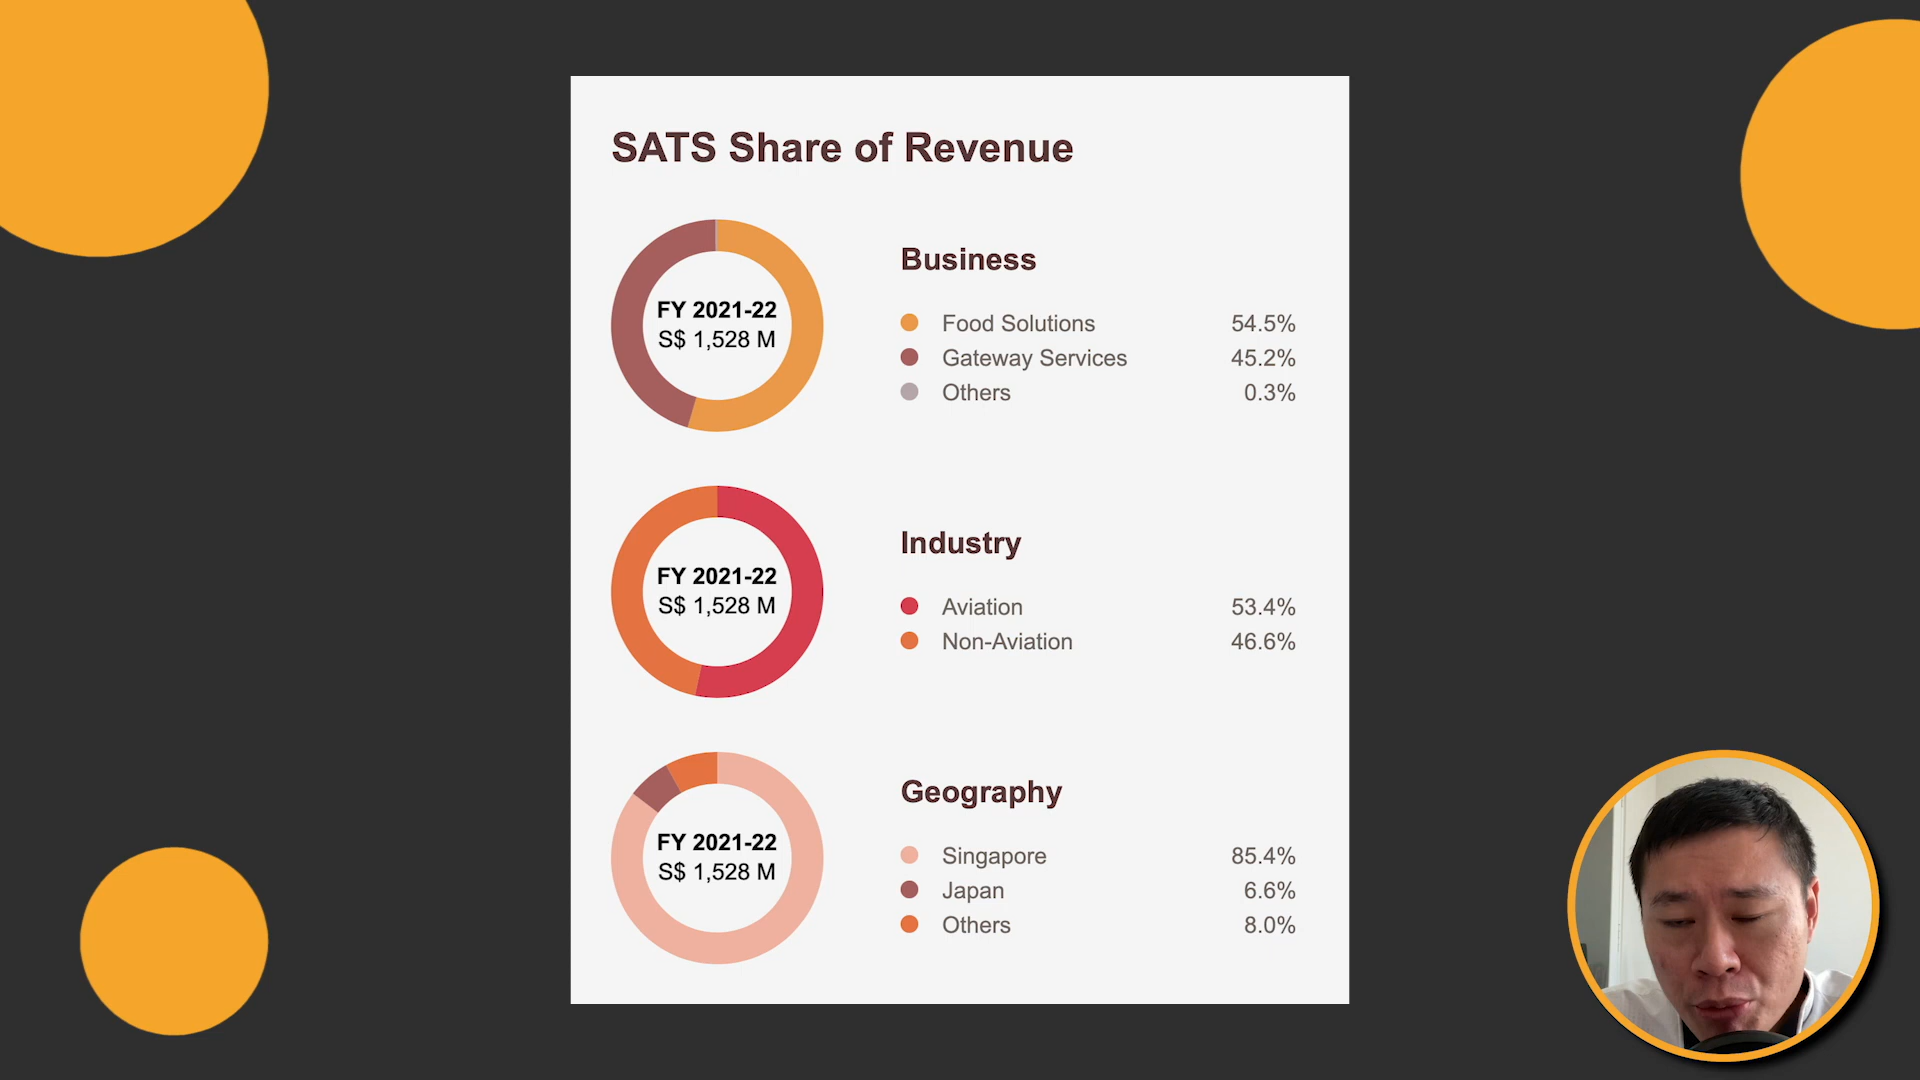 SATS Share of Revenue
FY 2021-22
S$ 1,528 M
Business
Food Solutions 54.5%
Gateway Services 45.2%
Others 0.3%
FY 2021-22
S$ 1,528 M
Industry
Aviation 53.4%
Non-Aviation 46.6%
FY 2021-22
S$ 1,528 M
Geography
Singapore 85.4%
Japan 6.6%
Others 8.0%